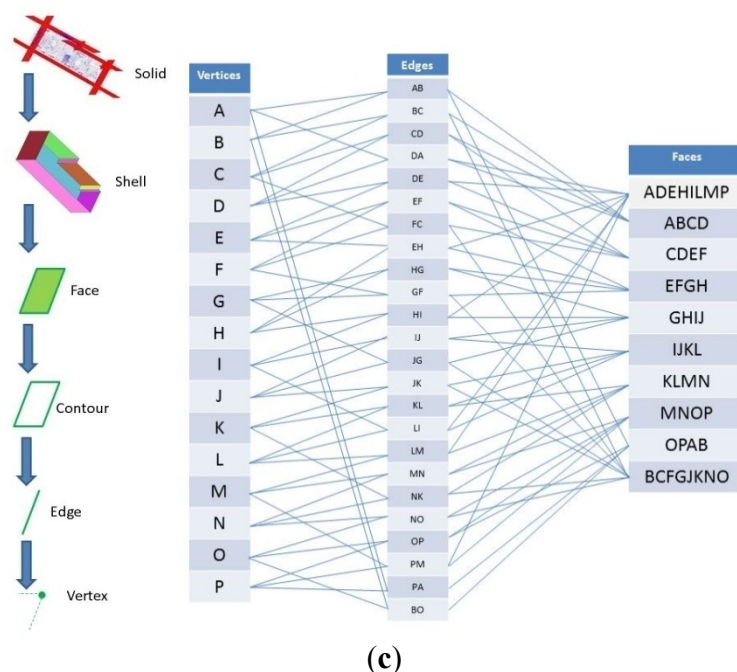 Solid
Shell
Face
Contour
Edge
Vertex
Vertices
A
B
C
D
E
F
G
H
I
J
K
L
M
N
O
P
Edges
AB
BC
CD
DA
DE
EF
FC
EH
HG
GF
HI
IJ
JG
JK
KL
LI
LM
MN
NK
NO
OP
PM
PA
BO
Faces
ADEHILMP
ABCD
CDEF
EFGH
GHIJ
IJKL
KLMN
MNOP
OPAB
BCFGJKNO
(c)